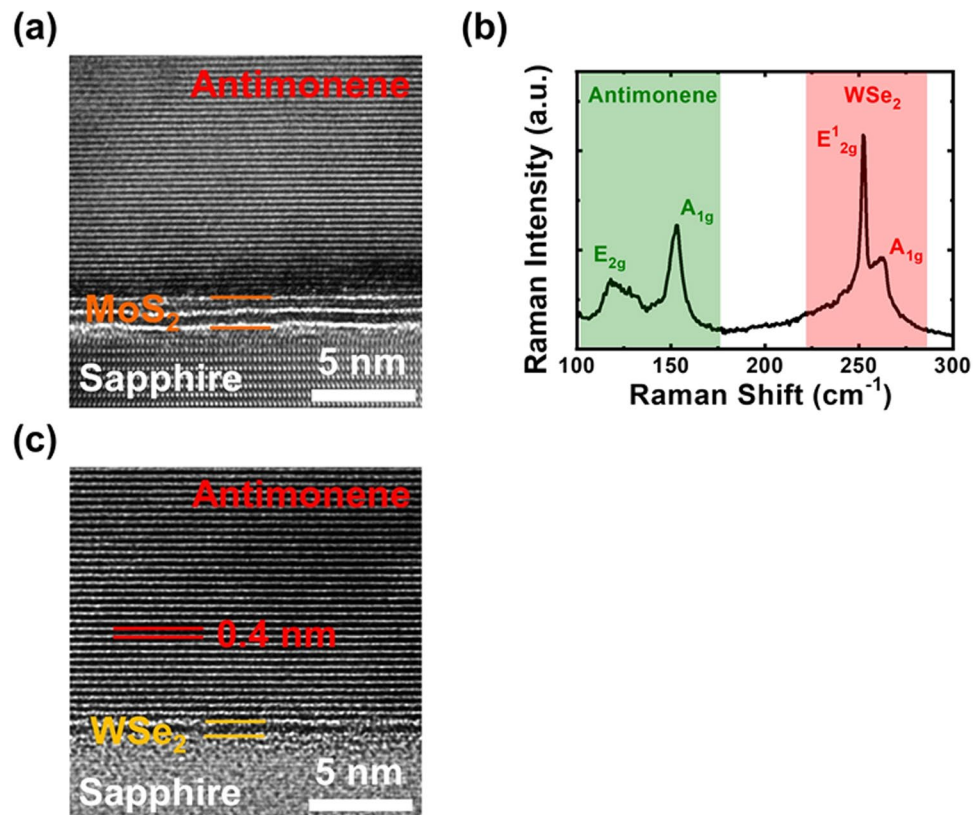 (a)
Antimonene
MoS₂
Sapphire
5 nm
(b)
Raman Intensity (a.u.)
Antimonene
WSe₂
E¹₂g
A₁g
E₂g
A₁g
100 150 200 250 300
Raman Shift (cm⁻¹)
(c)
Antimonene
0.4 nm
WSe₂
Sapphire
5 nm